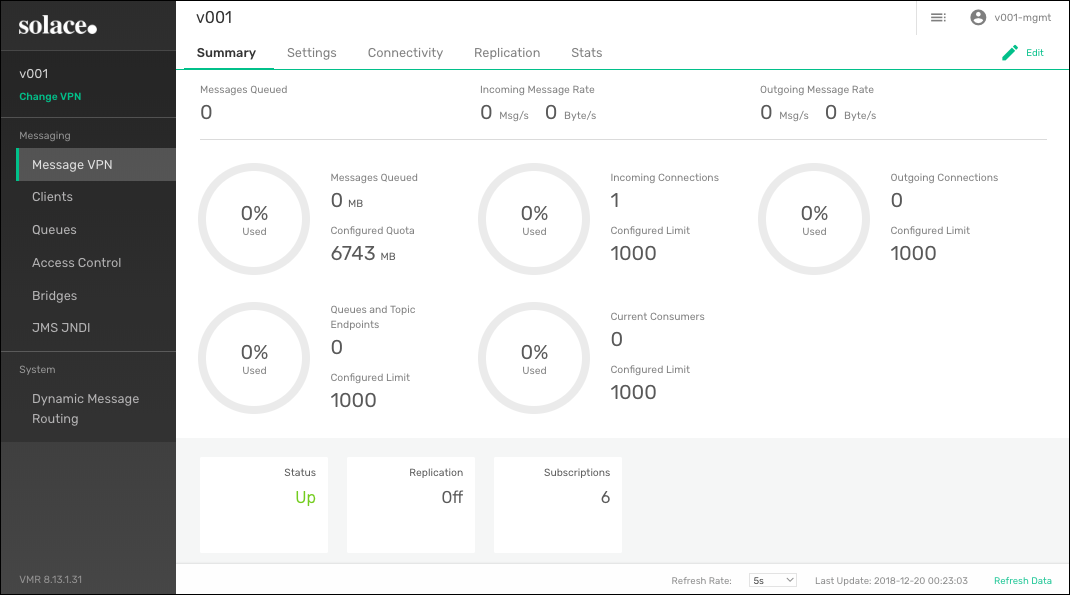 solace.
v001
Change VPN
Messaging
Message VPN
Clients
Queues
Access Control
Bridges
JMS JNDI
System
Dynamic Message
Routing
VMR 8.13.1.31
v001
v001-mgmt
Summary Settings Connectivity Replication Stats
Edit
Messages Queued
0
Incoming Message Rate
0 Msg/s 0 Byte/s
Outgoing Message Rate
0 Msg/s 0 Byte/s
0%
Used
Messages Queued
0 MB
Configured Quota
6743 MB
0%
Used
Incoming Connections
1
Configured Limit
1000
0%
Used
Outgoing Connections
0
Configured Limit
1000
0%
Used
Queues and Topic
Endpoints
0
Configured Limit
1000
0%
Used
Current Consumers
0
Configured Limit
1000
Status
Up
Replication
Off
Subscriptions
6
Refresh Rate: 5s Last Update: 2018-12-20 00:23:03 Refresh Data